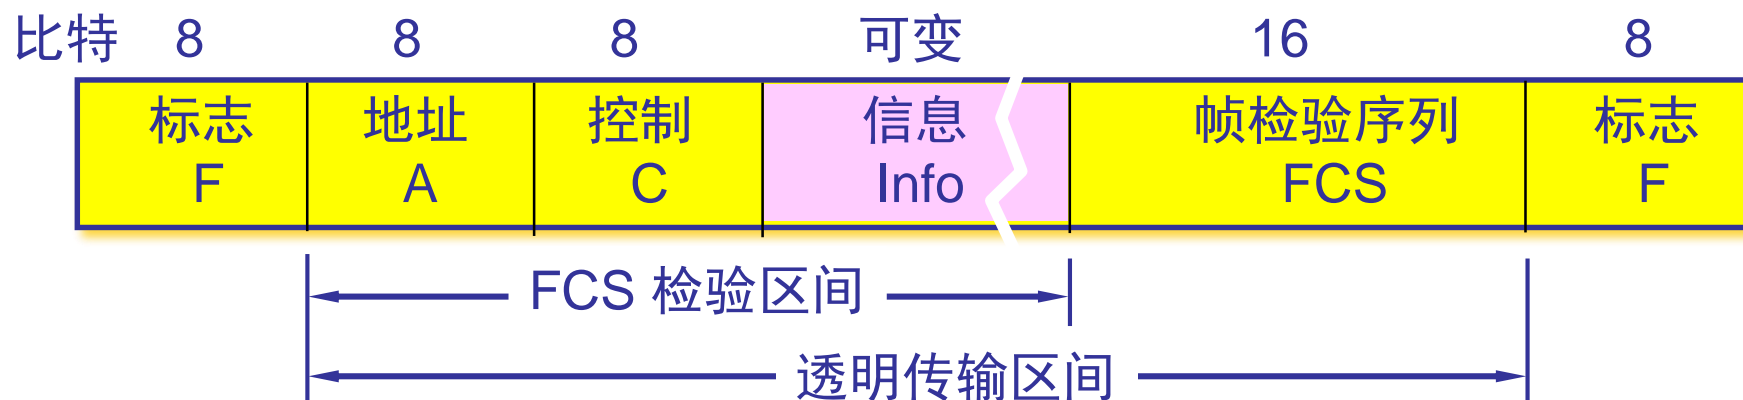 比特 8 8 8 可变 16 8
标志 地址 控制 信息 帧检验序列 标志
F A C Info FCS F
FCS 检验区间
透明传输区间